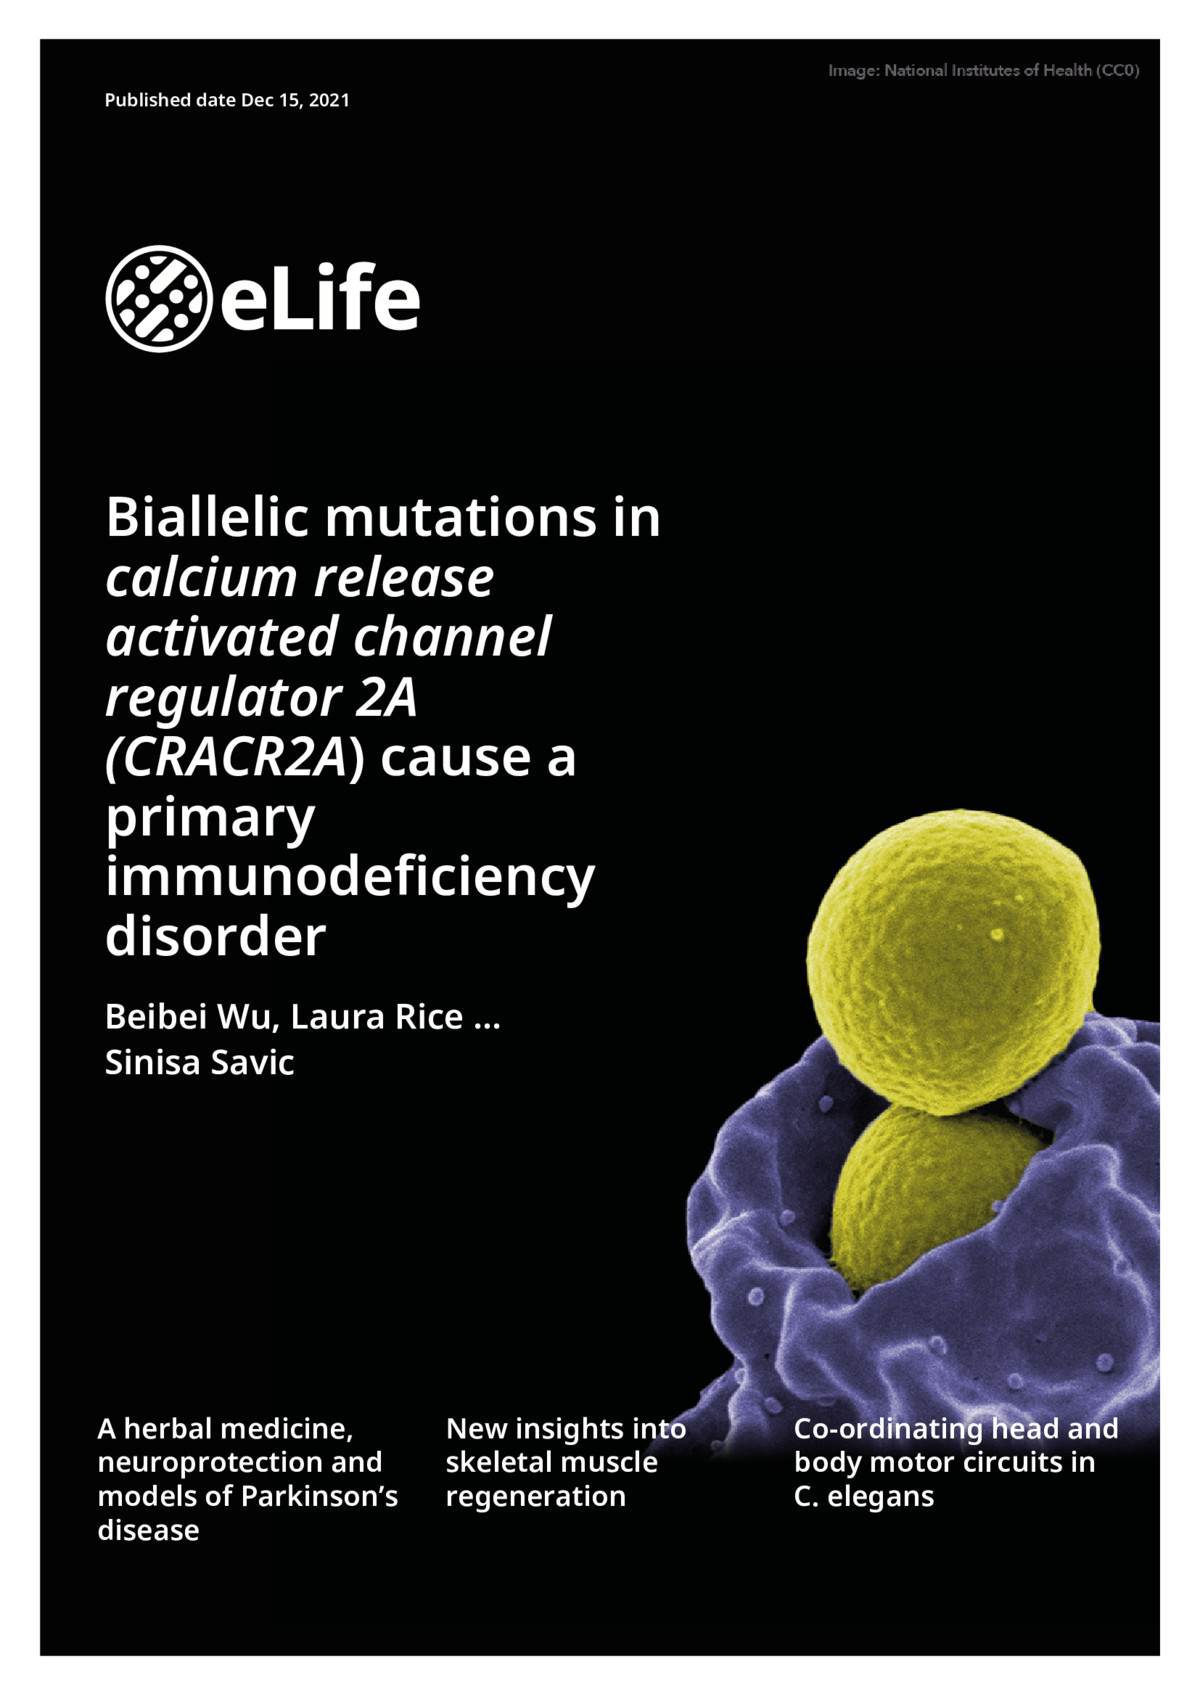 Image: National Institutes of Health (CC0)
Published date Dec 15, 2021
eLife
Biallelic mutations in
calcium release
activated channel
regulator 2A
(CRACR2A) cause a
primary
immunodeficiency
disorder
Beibei Wu, Laura Rice ...
Sinisa Savic
A herbal medicine,
neuroprotection and
models of Parkinson’s
disease
New insights into
skeletal muscle
regeneration
Co-ordinating head and
body motor circuits in
C. elegans